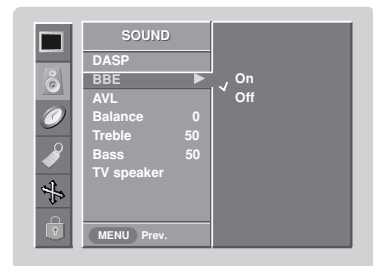 SOUND
DASP
BBE
AVL
Balance 0
Treble 50
Bass 50
TV speaker
MENU Prev.
On
Off